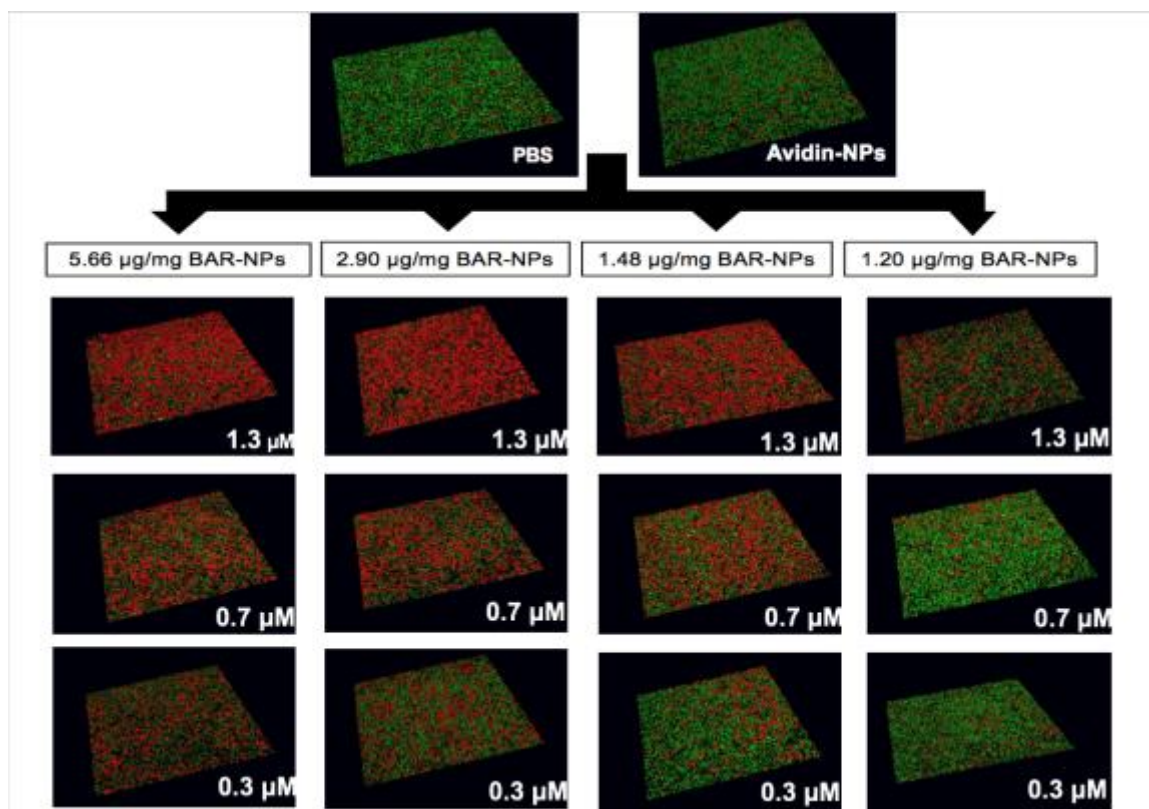 PBS
Avidin-NPs
5.66 µg/mg BAR-NPs
2.90 µg/mg BAR-NPs
1.48 µg/mg BAR-NPs
1.20 µg/mg BAR-NPs
1.3 µM
1.3 µM
1.3 µM
1.3 µM
0.7 µM
0.7 µM
0.7 µM
0.7 µM
0.3 µM
0.3 µM
0.3 µM
0.3 µM